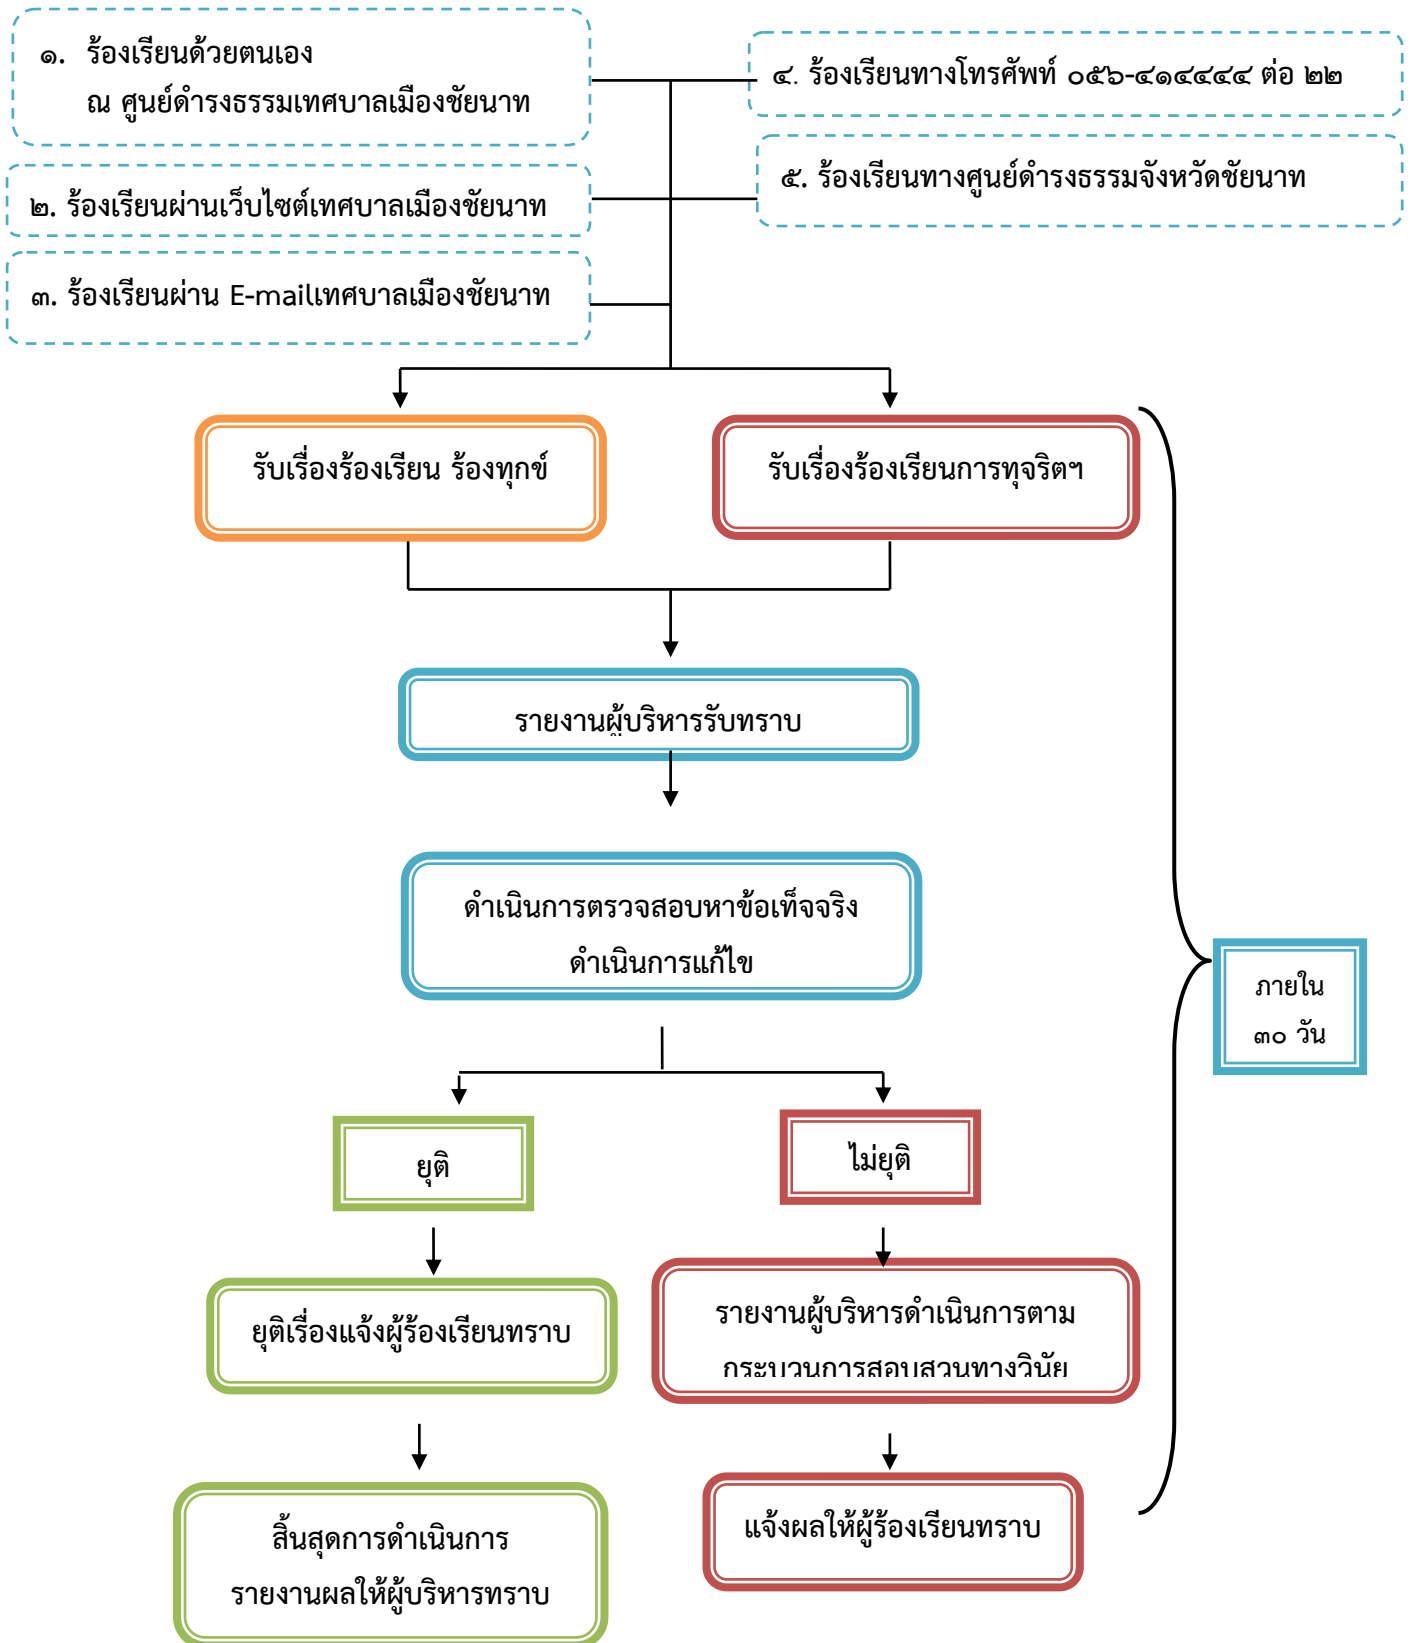 ๑. ร้องเรียนด้วยตนเอง
ณ ศูนย์ดำรงธรรมเทศบาลเมืองชัยนาท
๒. ร้องเรียนผ่านเว็บไซต์เทศบาลเมืองชัยนาท
๓. ร้องเรียนผ่าน E-mailเทศบาลเมืองชัยนาท
๔. ร้องเรียนทางโทรศัพท์ ๐๕๖-๔๑๔๔๔๔ ต่อ ๒๒
๕. ร้องเรียนทางศูนย์ดำรงธรรมจังหวัดชัยนาท
รับเรื่องร้องเรียน ร้องทุกข์
รับเรื่องร้องเรียนการทุจริตฯ
รายงานผู้บริหารรับทราบ
ดำเนินการตรวจสอบหาข้อเท็จจริง
ดำเนินการแก้ไข
ภายใน
๓๐ วัน
ยุติ
ไม่ยุติ
ยุติเรื่องแจ้งผู้ร้องเรียนทราบ
รายงานผู้บริหารดำเนินการตาม
กระบวนการสอบสวนทางวินัย
สิ้นสุดการดำเนินการ
รายงานผลให้ผู้บริหารทราบ
แจ้งผลให้ผู้ร้องเรียนทราบ